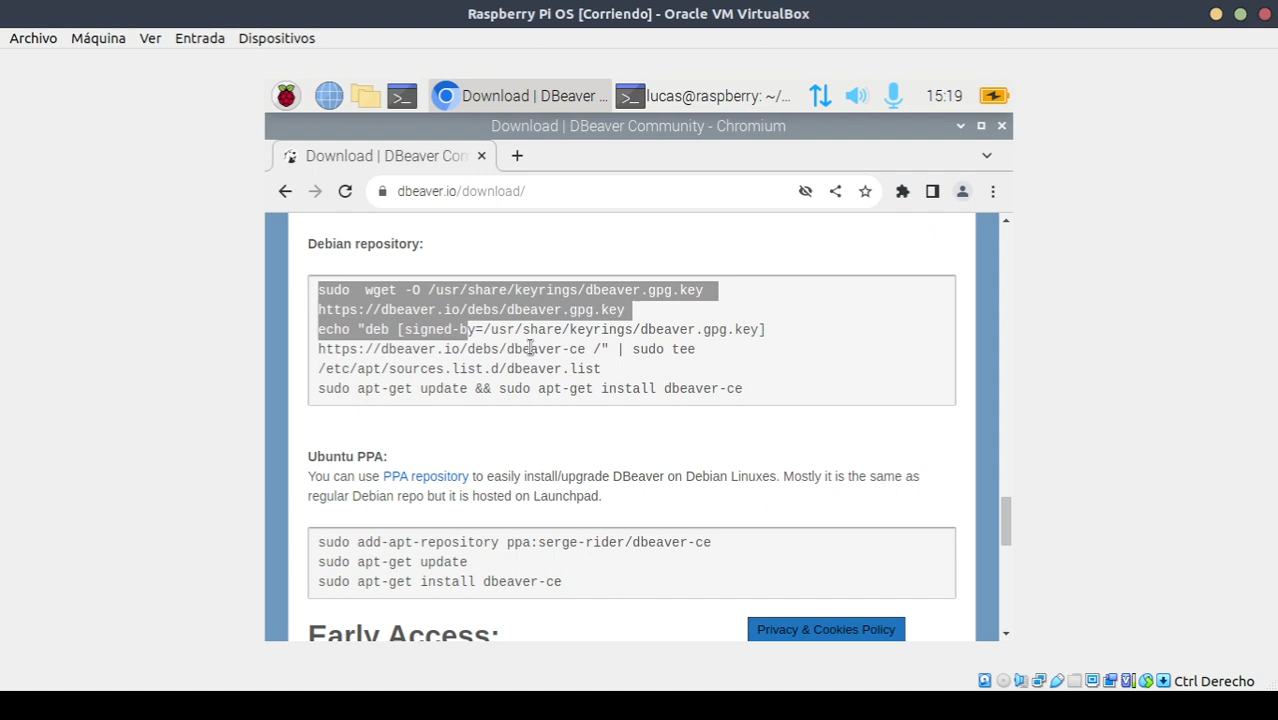 Raspberry Pi OS [Corriendo] - Oracle VM VirtualBox
Archivo Máquina Ver Entrada Dispositivos
Download | DBeaver ... lucas@raspberry: ~/... 15:19
Download | DBeaver Community - Chromium
Download | DBeaver Com
dbeaver.io/download/
Debian repository:
sudo  wget -O /usr/share/keyrings/dbeaver.gpg.key
https://dbeaver.io/debs/dbeaver.gpg.key
echo "deb [signed-by=/usr/share/keyrings/dbeaver.gpg.key]
https://dbeaver.io/debs/dbeaver-ce /" | sudo tee
/etc/apt/sources.list.d/dbeaver.list
sudo apt-get update && sudo apt-get install dbeaver-ce
Ubuntu PPA:
You can use PPA repository to easily install/upgrade DBeaver on Debian Linuxes. Mostly it is the same as
regular Debian repo but it is hosted on Launchpad.
sudo add-apt-repository ppa:serge-rider/dbeaver-ce
sudo apt-get update
sudo apt-get install dbeaver-ce
Early Access:
Privacy & Cookies Policy
Ctrl Derecho